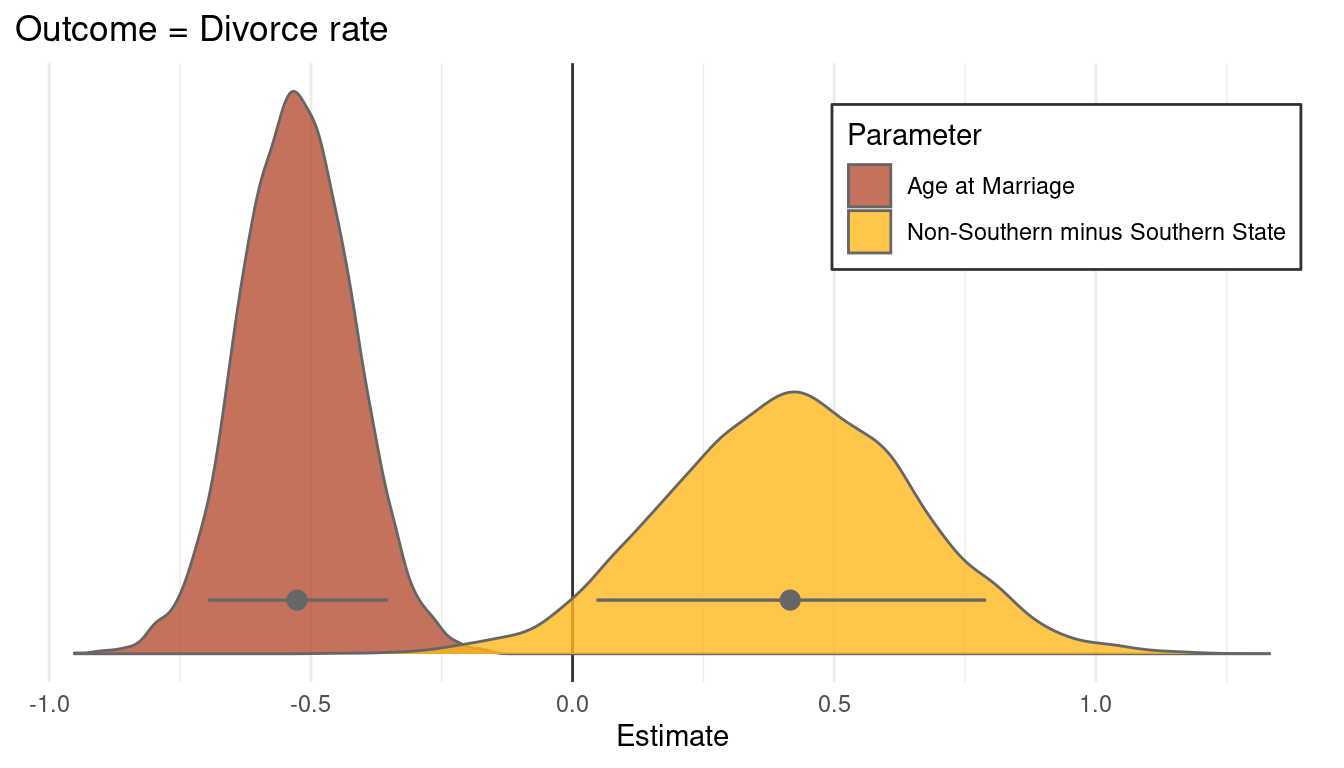 Outcome = Divorce rate
Parameter
Age at Marriage
Non-Southern minus Southern State
-1.0 -0.5 0.0 0.5 1.0
Estimate